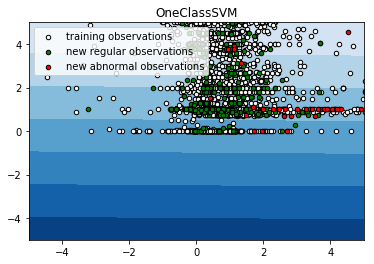 OneClassSVM
training observations
new regular observations
new abnormal observations
4
2
0
−2
−4
−4
−2
0
2
4